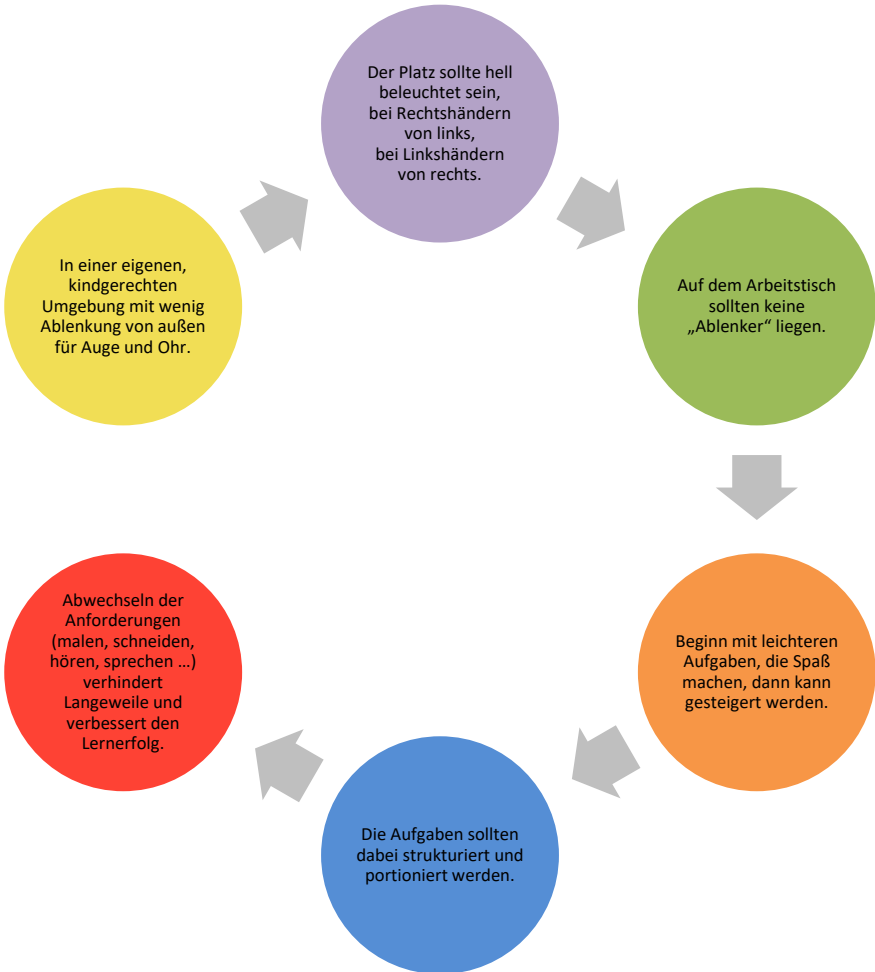 In einer eigenen,
kindgerechten
Umgebung mit wenig
Ablenkung von außen
für Auge und Ohr.
Der Platz sollte hell
beleuchtet sein,
bei Rechtshändern
von links,
bei Linkshändern
von rechts.
Auf dem Arbeitstisch
sollten keine
„Ablenker“ liegen.
Beginn mit leichteren
Aufgaben, die Spaß
machen, dann kann
gesteigert werden.
Die Aufgaben sollten
dabei strukturiert und
portioniert werden.
Abwechseln der
Anforderungen
(malen, schneiden,
hören, sprechen …)
verhindert
Langeweile und
verbessert den
Lernerfolg.